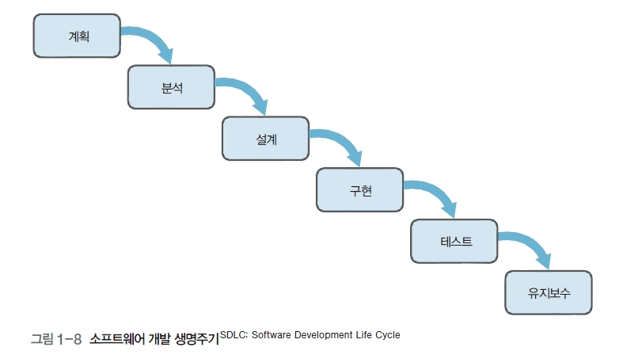 계획
분석
설계
구현
테스트
유지보수
그림 1-8 소프트웨어 개발 생명주기SDLC: Software Development Life Cycle